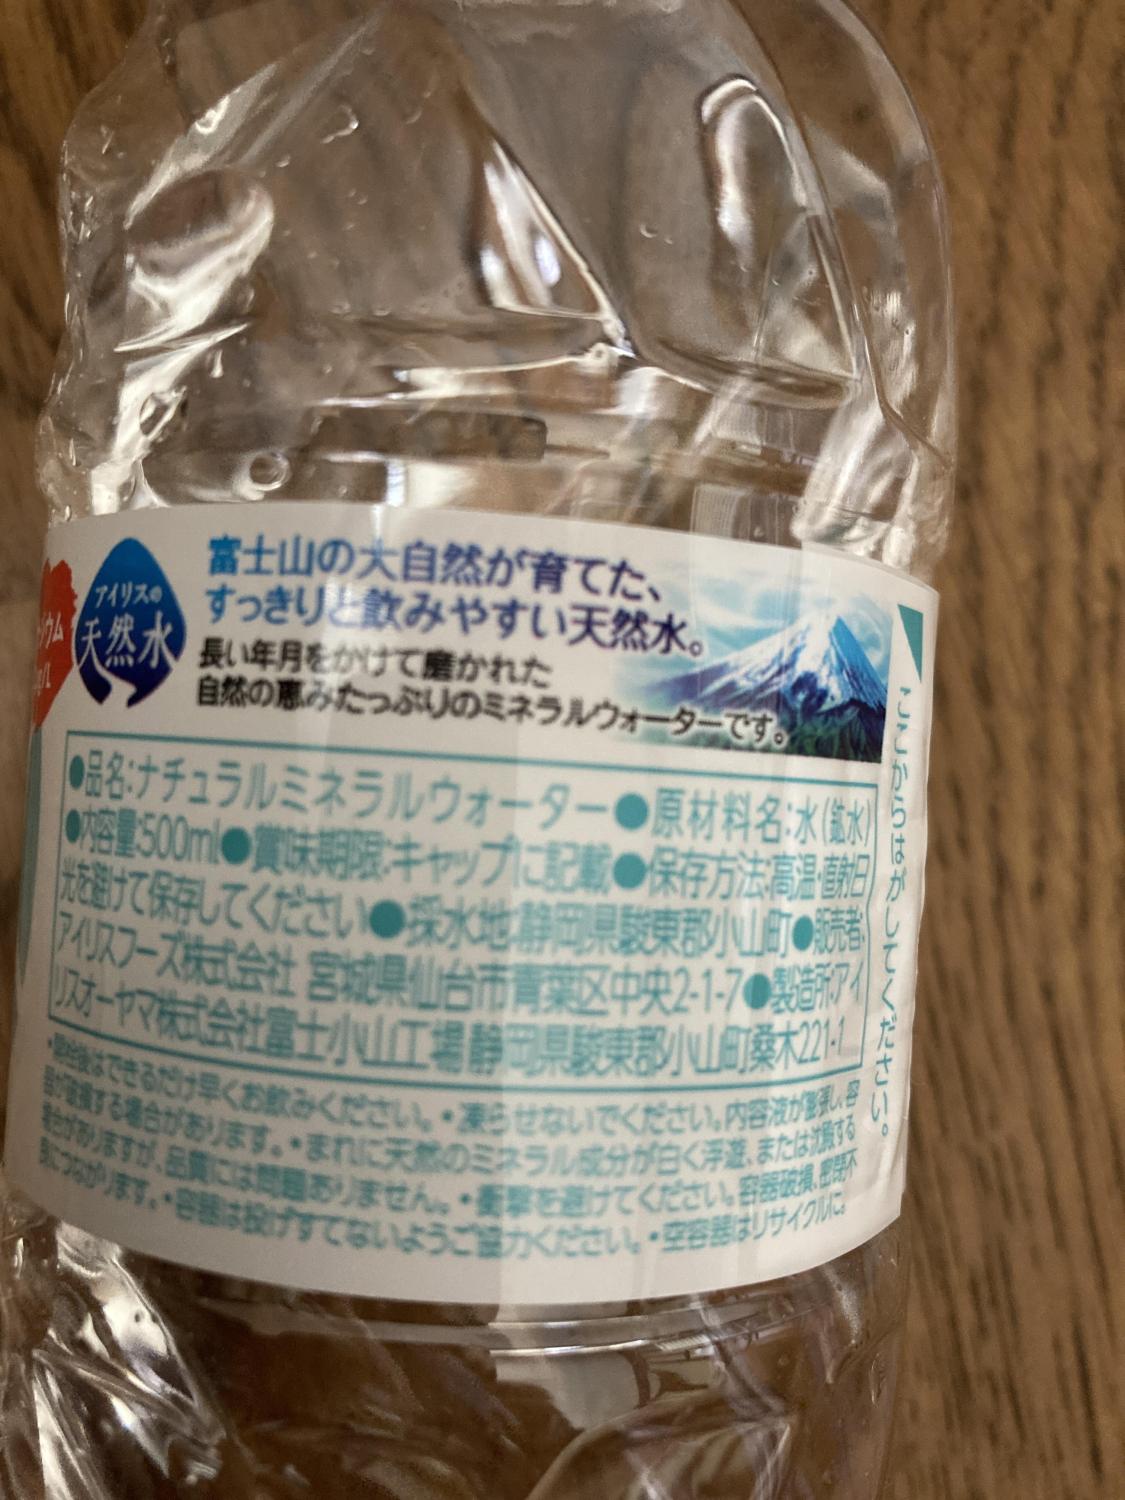 アイリスの
天然水
富士山の大自然が育てた、
すっきりと飲みやすい天然水。
長い年月をかけて磨かれた
自然の恵みたっぷりのミネラルウォーターです。
●品名:ナチュラルミネラルウォーター●原材料名:水(鉱水)
●内容量:500ml●賞味期限:キャップに記載●保存方法:高温・直射日
光を避けて保存してください●採水地:静岡県駿東郡小山町●販売者:
アイリスフーズ株式会社 宮城県仙台市青葉区中央2-1-7●製造所:アイ
リスオーヤマ株式会社富士小山工場 静岡県駿東郡小山町桑木221-1
・開栓後はできるだけ早くお飲みください。・凍らせないでください。内容液が膨張し、容
器が破損する場合があります。・まれに天然のミネラル成分が白く浮遊、または沈殿する
場合がありますが、品質には問題ありません。・衝撃を避けてください。容器破損、密閉不
良につながります。・容器は投げすてないようご協力ください。・空容器はリサイクルに。
ここからはがしてください。